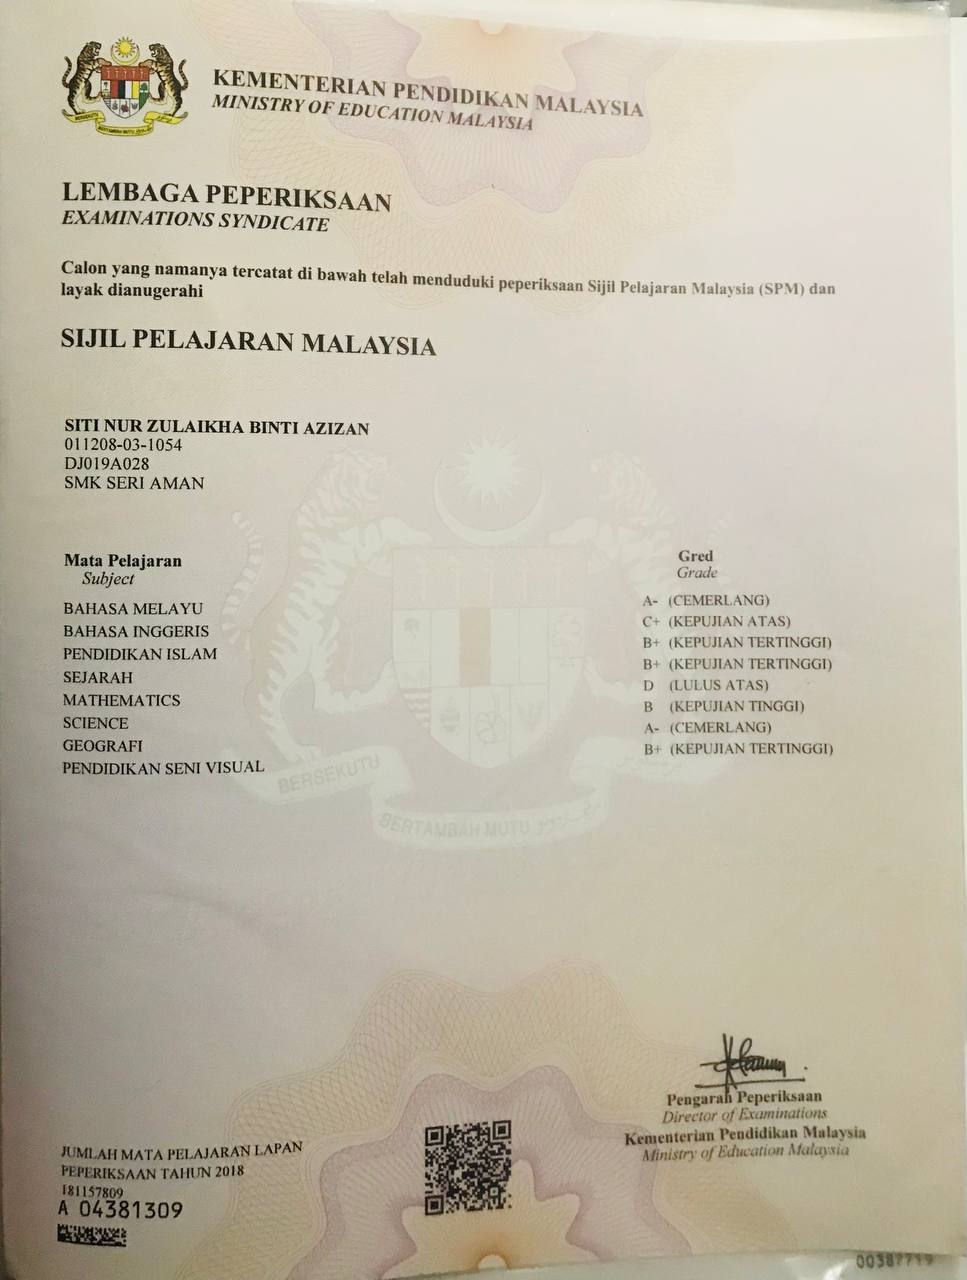 KEMENTERIAN PENDIDIKAN MALAYSIA
MINISTRY OF EDUCATION MALAYSIA
BERSEKUTU
BERTAMBAH MUTU
LEMBAGA PEPERIKSAAN
EXAMINATIONS SYNDICATE
Calon yang namanya tercatat di bawah telah menduduki peperiksaan Sijil Pelajaran Malaysia (SPM) dan
layak dianugerahi
SIJIL PELAJARAN MALAYSIA
SITI NUR ZULAIKHA BINTI AZIZAN
011208-03-1054
DJ019A028
SMK SERI AMAN
Mata Pelajaran Gred
Subject Grade
BAHASA MELAYU A- (CEMERLANG)
BAHASA INGGERIS C+ (KEPUJIAN ATAS)
PENDIDIKAN ISLAM B+ (KEPUJIAN TERTINGGI)
SEJARAH B+ (KEPUJIAN TERTINGGI)
MATHEMATICS D (LULUS ATAS)
SCIENCE B (KEPUJIAN TINGGI)
GEOGRAFI A- (CEMERLANG)
PENDIDIKAN SENI VISUAL B+ (KEPUJIAN TERTINGGI)
BERSEKUTU
BERTAMBAH MUTU
Pengarah Peperiksaan
Director of Examinations
Kementerian Pendidikan Malaysia
Ministry of Education Malaysia
JUMLAH MATA PELAJARAN LAPAN
PEPERIKSAAN TAHUN 2018
181157809
A 04381309
00387719